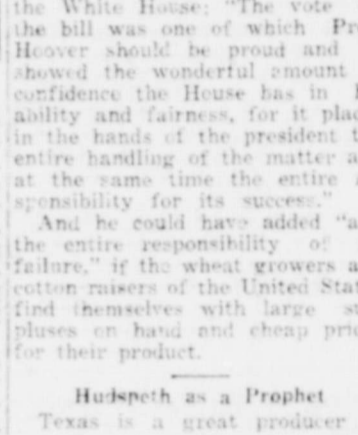 the White House: "The vote
the bill was one of which Pr
Hoover should be proud and
showed the wonderful amount
confidence the House has in
ability and fairness, for it plac
in the hands of the president t
entire handling of the matter a
at the same time the entire
sponsibility for its success."
And he could have added "a
the entire responsibility of
failure," if the wheat growers a
cotton raisers of the United Stat
find themselves with large s
pluses on hand and cheap pric
for their product.
Hudspeth as a Prophet
Texas is a great producer